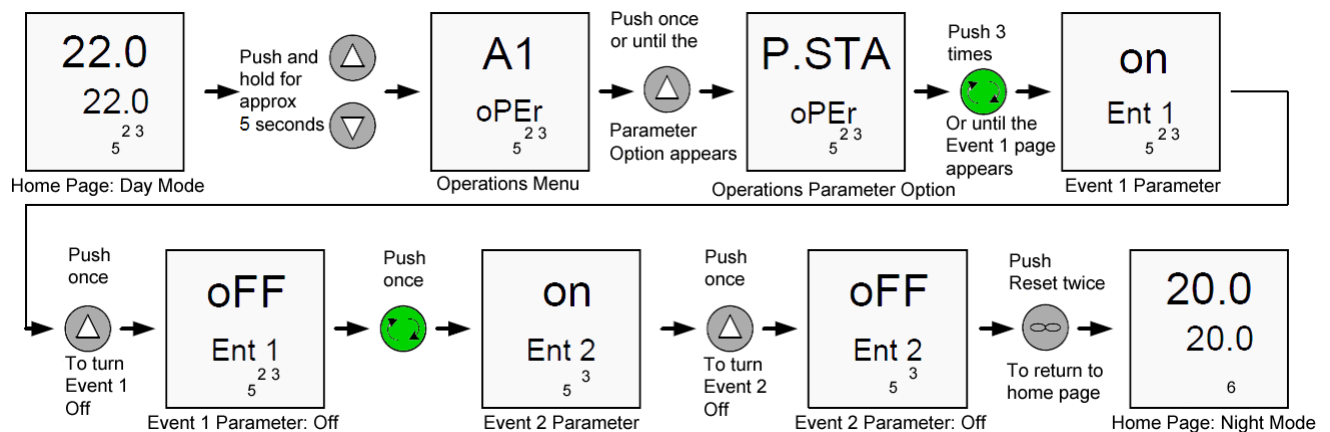 22.0
22.0
2 3
5
Home Page: Day Mode
Push and
hold for
approx
5 seconds
A1
oPEr
2 3
5
Operations Menu
Push once
or until the
Parameter
Option appears
P.STA
oPEr
2 3
5
Operations Parameter Option
Push 3
times
Or until the
Event 1 page
appears
on
Ent 1
2 3
5
Event 1 Parameter
Push
once
To turn
Event 1
Off
oFF
Ent 1
2 3
5
Event 1 Parameter: Off
Push
once
on
Ent 2
3
5
Event 2 Parameter
Push
once
To turn
Event 2
Off
oFF
Ent 2
3
5
Event 2 Parameter: Off
Push
Reset twice
To return to
home page
20.0
20.0
6
Home Page: Night Mode